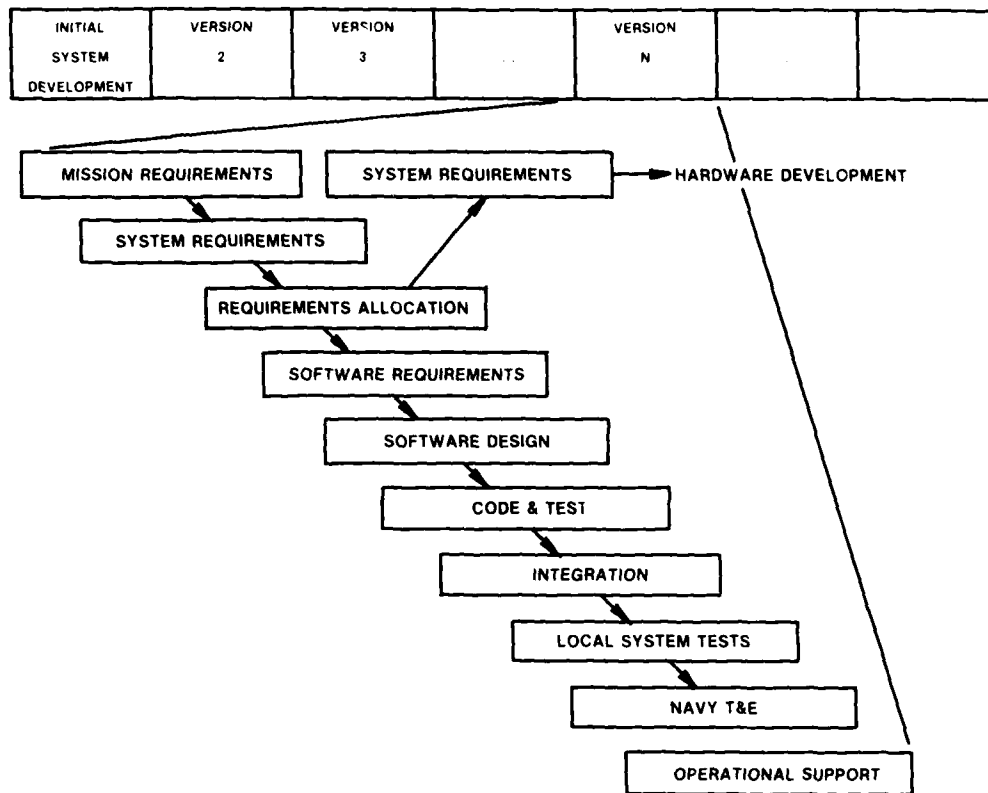 INITIAL
SYSTEM
DEVELOPMENT
VERSION
2
VERSION
3
. .
VERSION
N
MISSION REQUIREMENTS
SYSTEM REQUIREMENTS
HARDWARE DEVELOPMENT
SYSTEM REQUIREMENTS
REQUIREMENTS ALLOCATION
SOFTWARE REQUIREMENTS
SOFTWARE DESIGN
CODE & TEST
INTEGRATION
LOCAL SYSTEM TESTS
NAVY T&E
OPERATIONAL SUPPORT